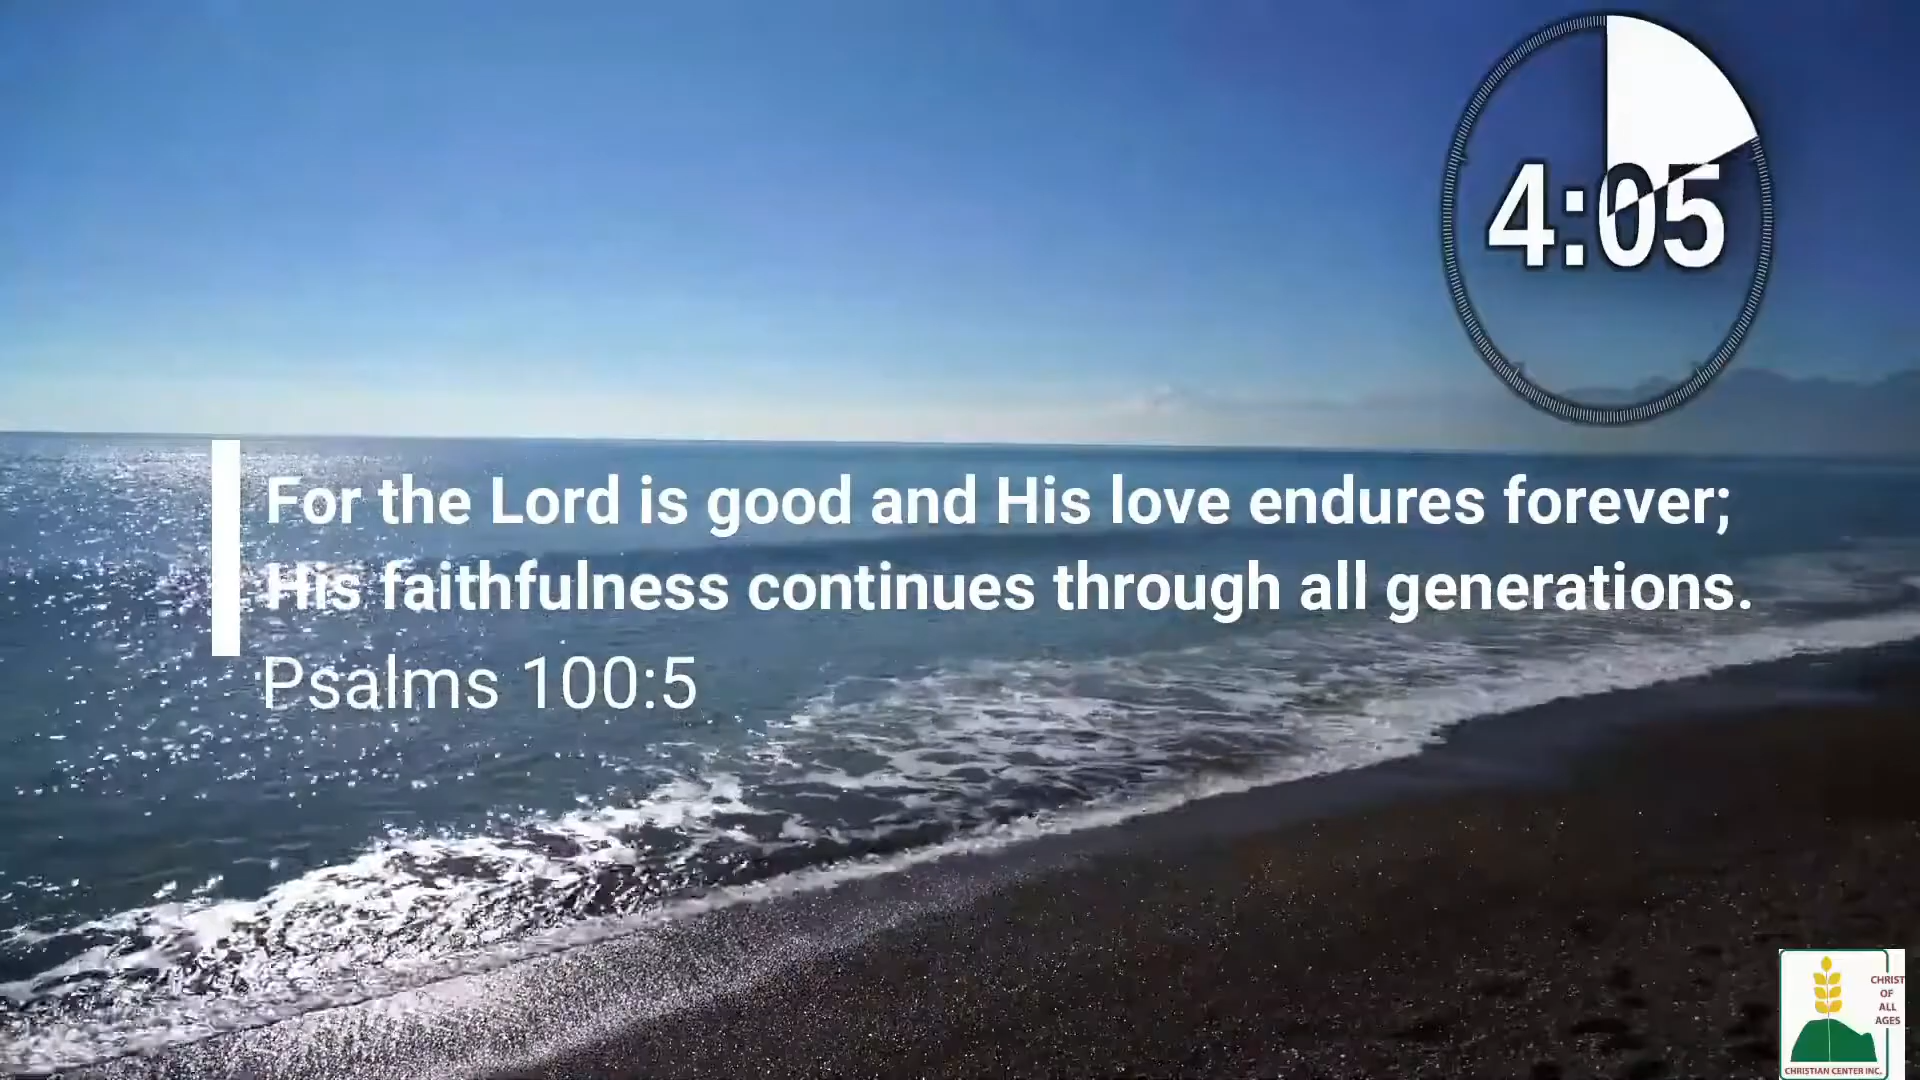 4:05
For the Lord is good and His love endures forever;
His faithfulness continues through all generations.
Psalms 100:5
CHRIST
OF
ALL
AGES
CHRISTIAN CENTER INC.